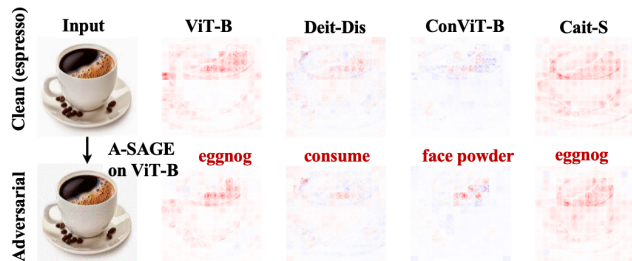 Input ViT-B Deit-Dis ConViT-B Cait-S
Clean (espresso)
A-SAGE
on ViT-B
eggnog consume face powder eggnog
Adversarial